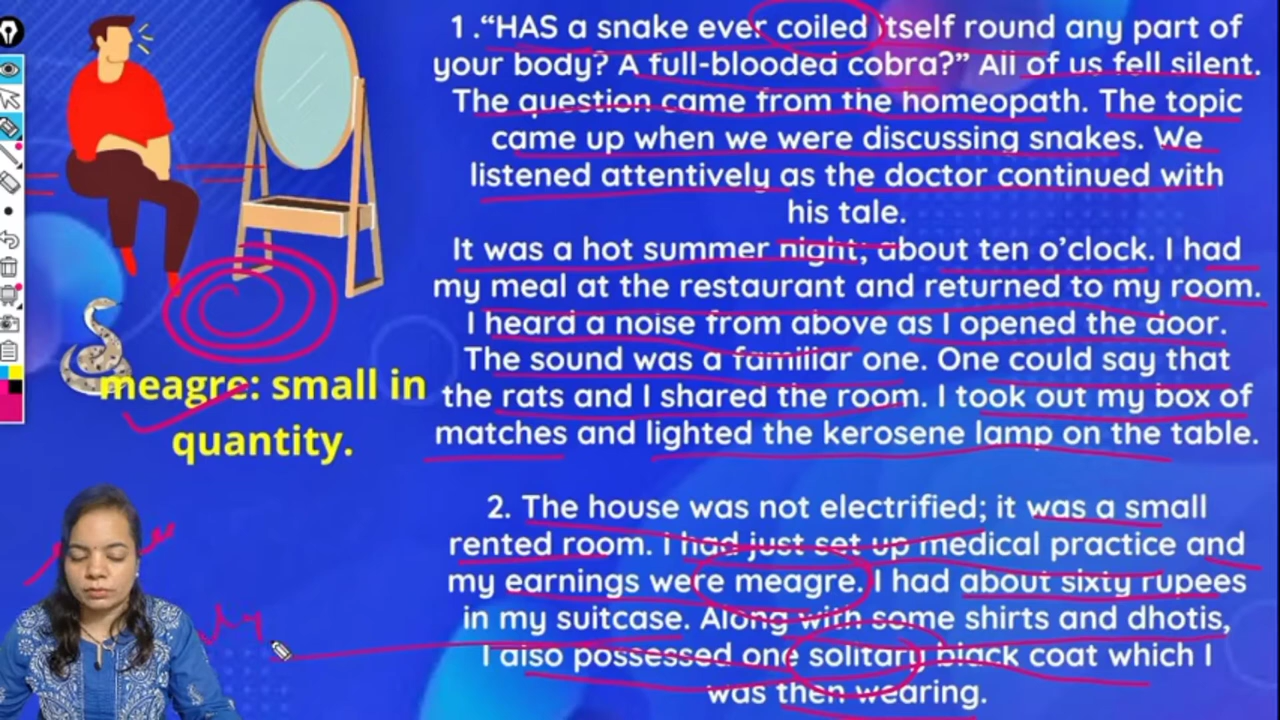 1 .“HAS a snake ever coiled itself round any part of
your body? A full-blooded cobra?” All of us fell silent.
The question came from the homeopath. The topic
came up when we were discussing snakes. We
listened attentively as the doctor continued with
his tale.
It was a hot summer night; about ten o’clock. I had
my meal at the restaurant and returned to my room.
I heard a noise from above as I opened the door.
The sound was a familiar one. One could say that
the rats and I shared the room. I took out my box of
matches and lighted the kerosene lamp on the table.
meagre: small in
quantity.
2. The house was not electrified; it was a small
rented room. I had just set up medical practice and
my earnings were meagre. I had about sixty rupees
in my suitcase. Along with some shirts and dhotis,
I also possessed one solitary black coat which I
was then wearing.